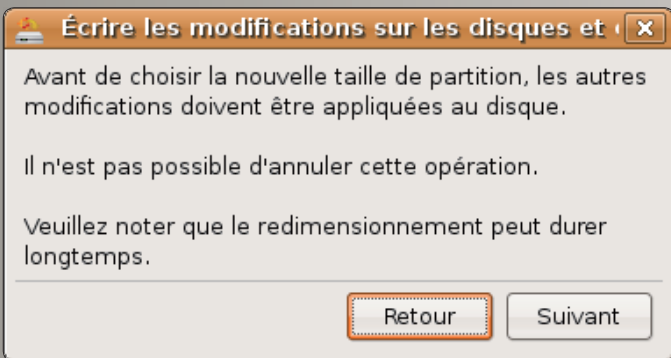 Écrire les modifications sur les disques et
Avant de choisir la nouvelle taille de partition, les autres
modifications doivent être appliquées au disque.
Il n'est pas possible d'annuler cette opération.
Veuillez noter que le redimensionnement peut durer
longtemps.
Retour
Suivant